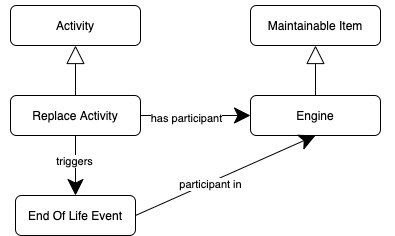 Activity
Maintainable Item
Replace Activity
has participant
Engine
triggers
participant in
End Of Life Event